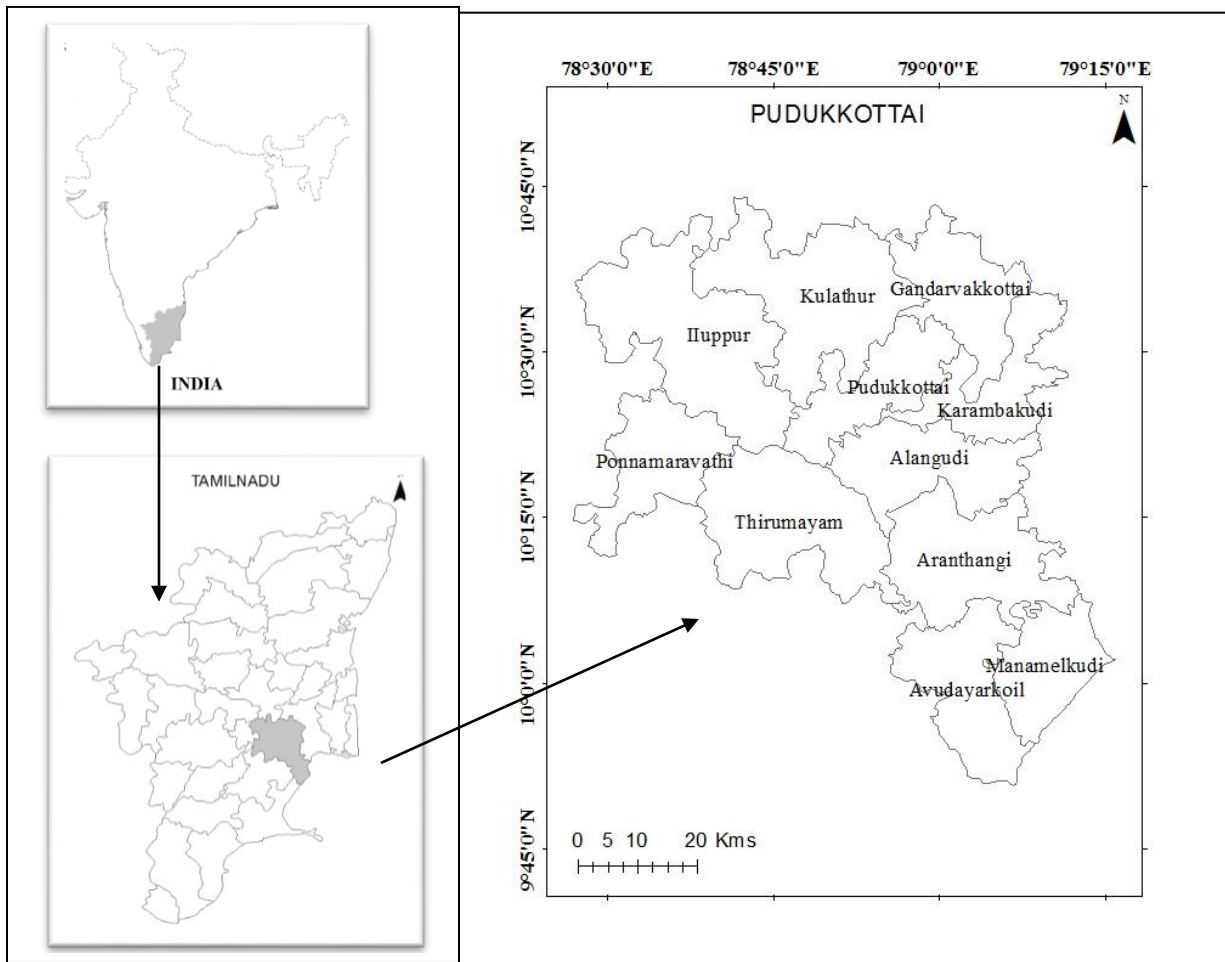 INDIA
TAMILNADU
78°30'0"E 78°45'0"E 79°0'0"E 79°15'0"E
PUDUKKOTTAI
N
10°45'0"N
10°30'0"N
10°15'0"N
10°0'0"N
9°45'0"N
Kulathur
Gandarvakkottai
Iluppur
Pudukkottai
Karambakudi
Ponnamaravathi
Alangudi
Thirumayam
Aranthangi
Manamelkudi
Avudayarkoil
0 5 10 20 Kms